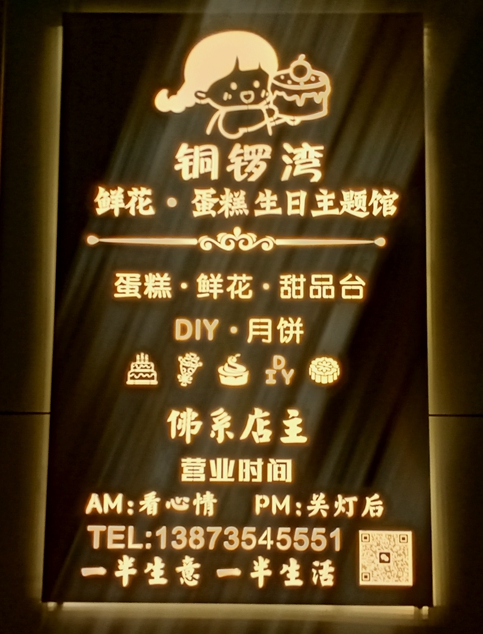 铜锣湾
鲜花·蛋糕生日主题馆
蛋糕·鲜花·甜品台
DIY·月饼
DIY
佛系店主
营业时间
AM:看心情 PM:关灯后
TEL:13873545551
一半生意 一半生活